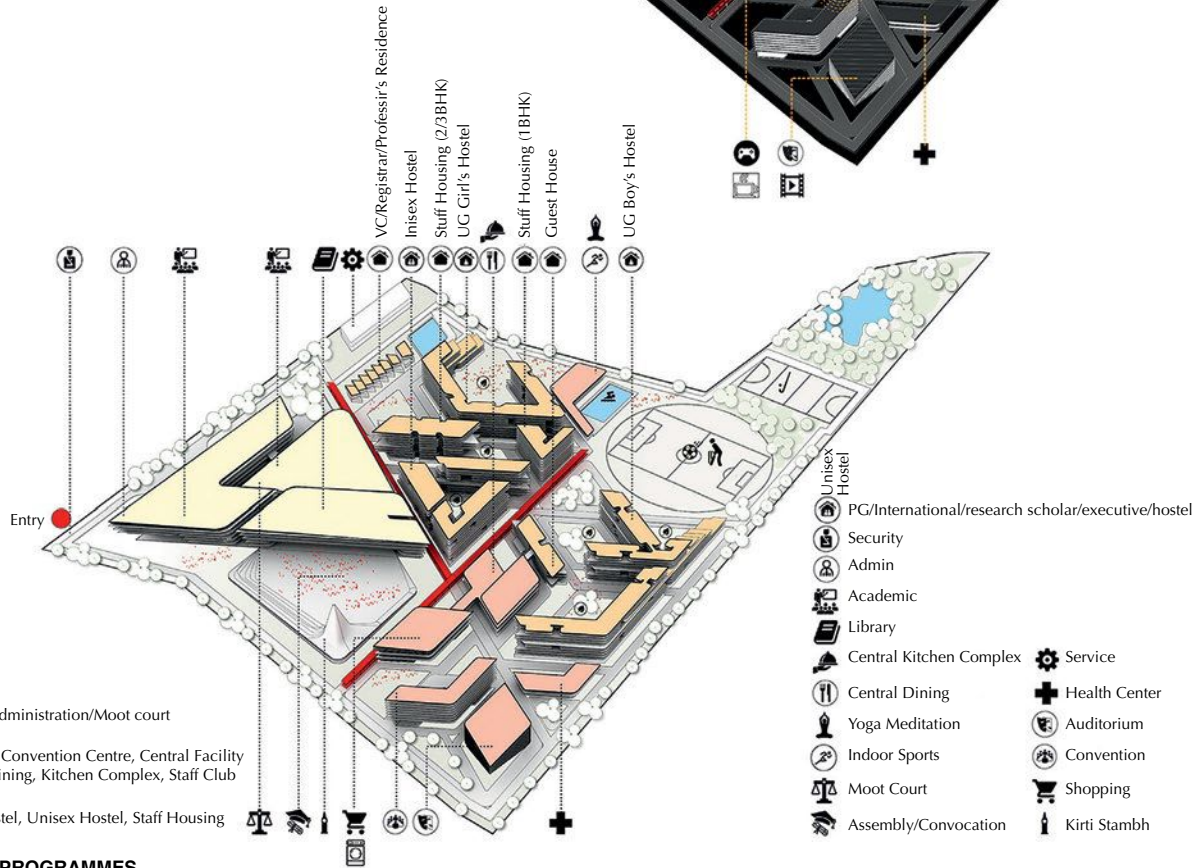 VC/Registrar/Professir's Residence
Inisex Hostel
Stuff Housing (2/3BHK)
UG Girl's Hostel
Stuff Housing (1BHK)
Guest House
UG Boy's Hostel
Entry
Unisex
Hostel
PG/International/research scholar/executive/hostel
Security
Admin
Academic
Library
Central Kitchen Complex
Service
Central Dining
Health Center
Yoga Meditation
Auditorium
Indoor Sports
Convention
Moot Court
Shopping
Assembly/Convocation
Kirti Stambh
dministration/Moot court
Convention Centre, Central Facility
ining, Kitchen Complex, Staff Club
tel, Unisex Hostel, Staff Housing
PROGRAMMES